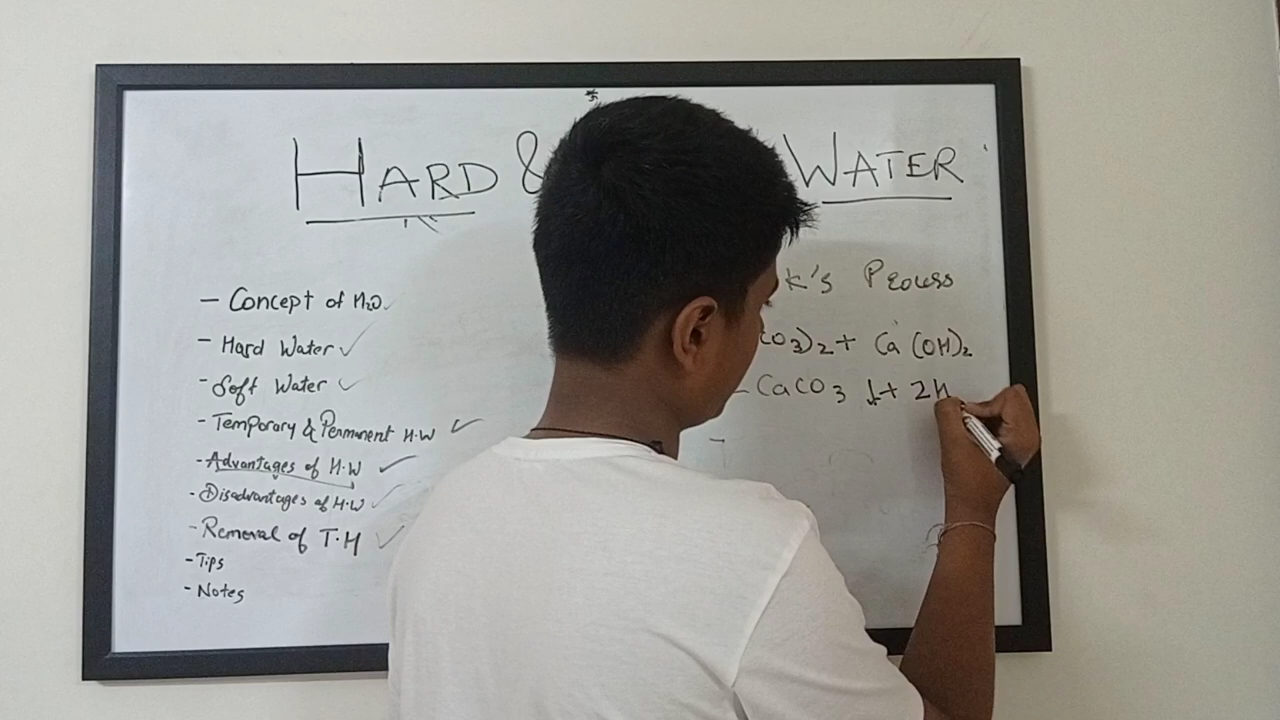 HARD & WATER
- Concept of H2O
- Hard Water
- Soft Water
- Temporary & Permanent H.W
- Advantages of H.W
- Disadvantages of H.W
- Removal of T.H
- Tips
- Notes
k's Process
CO3)2 + Ca(OH)2
CaCO3 ↓ + 2H